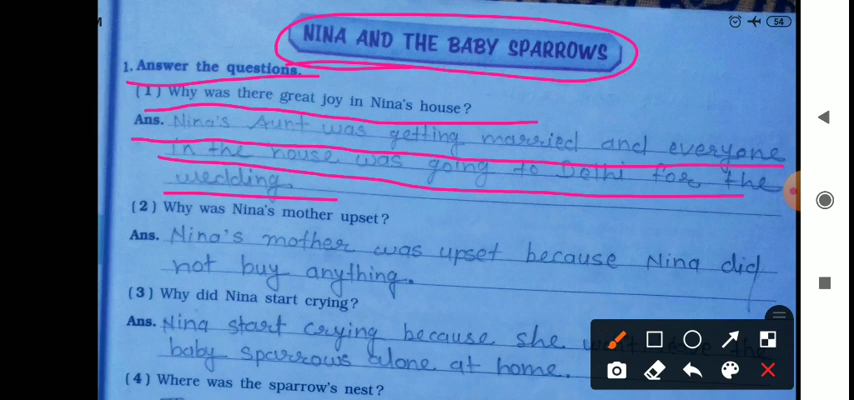 54
NINA AND THE BABY SPARROWS
1. Answer the questions.
(1) Why was there great joy in Nina's house?
Ans. Nina's Aunt was getting married and everyone
in the house was going to Delhi for the
wedding.
(2) Why was Nina's mother upset?
Ans. Nina's mother was upset because Nina did
not buy anything.
(3) Why did Nina start crying?
Ans. Nina start crying because she
baby sparrows alone at home.
(4) Where was the sparrow's nest?